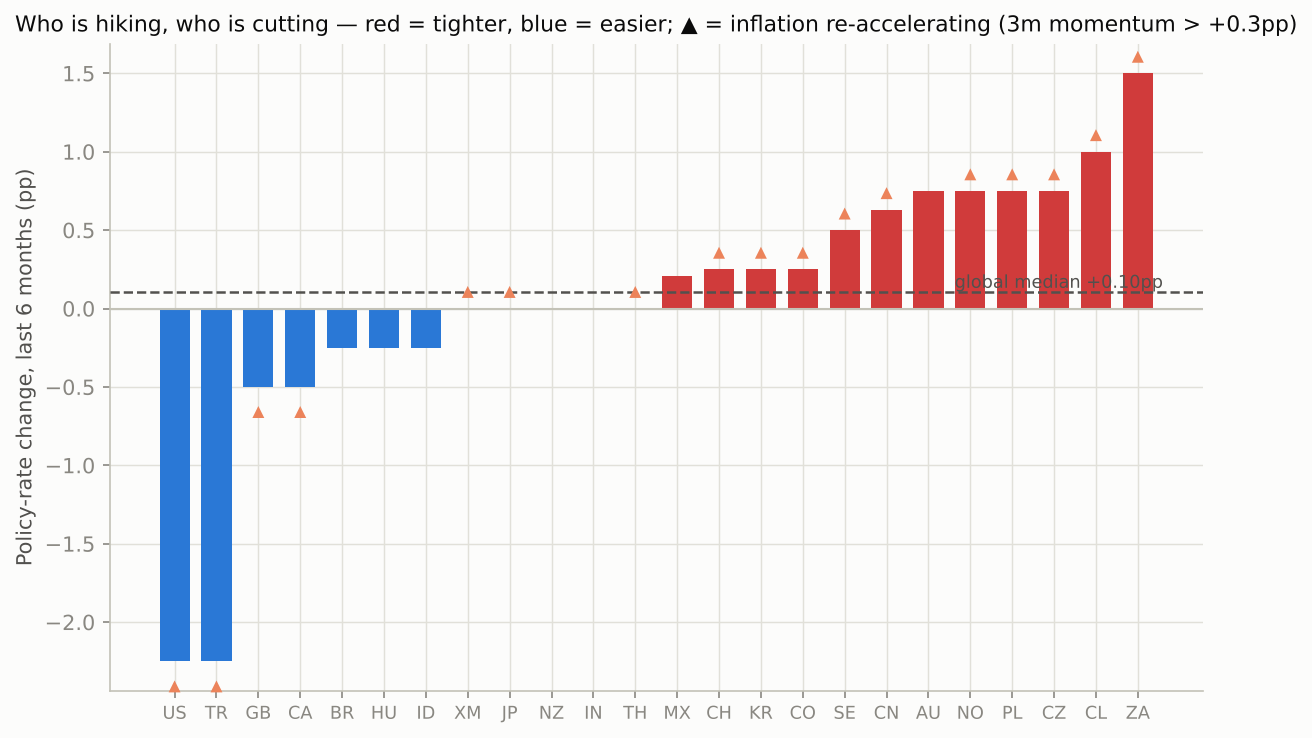 Who is hiking, who is cutting — red = tighter, blue = easier; ▲ = inflation re-accelerating (3m momentum > +0.3pp)
Policy-rate change, last 6 months (pp)
1.5
1.0
0.5
0.0
−0.5
−1.0
−1.5
−2.0
global median +0.10pp
US TR GB CA BR HU ID XM JP NZ IN TH MX CH KR CO SE CN AU NO PL CZ CL ZA